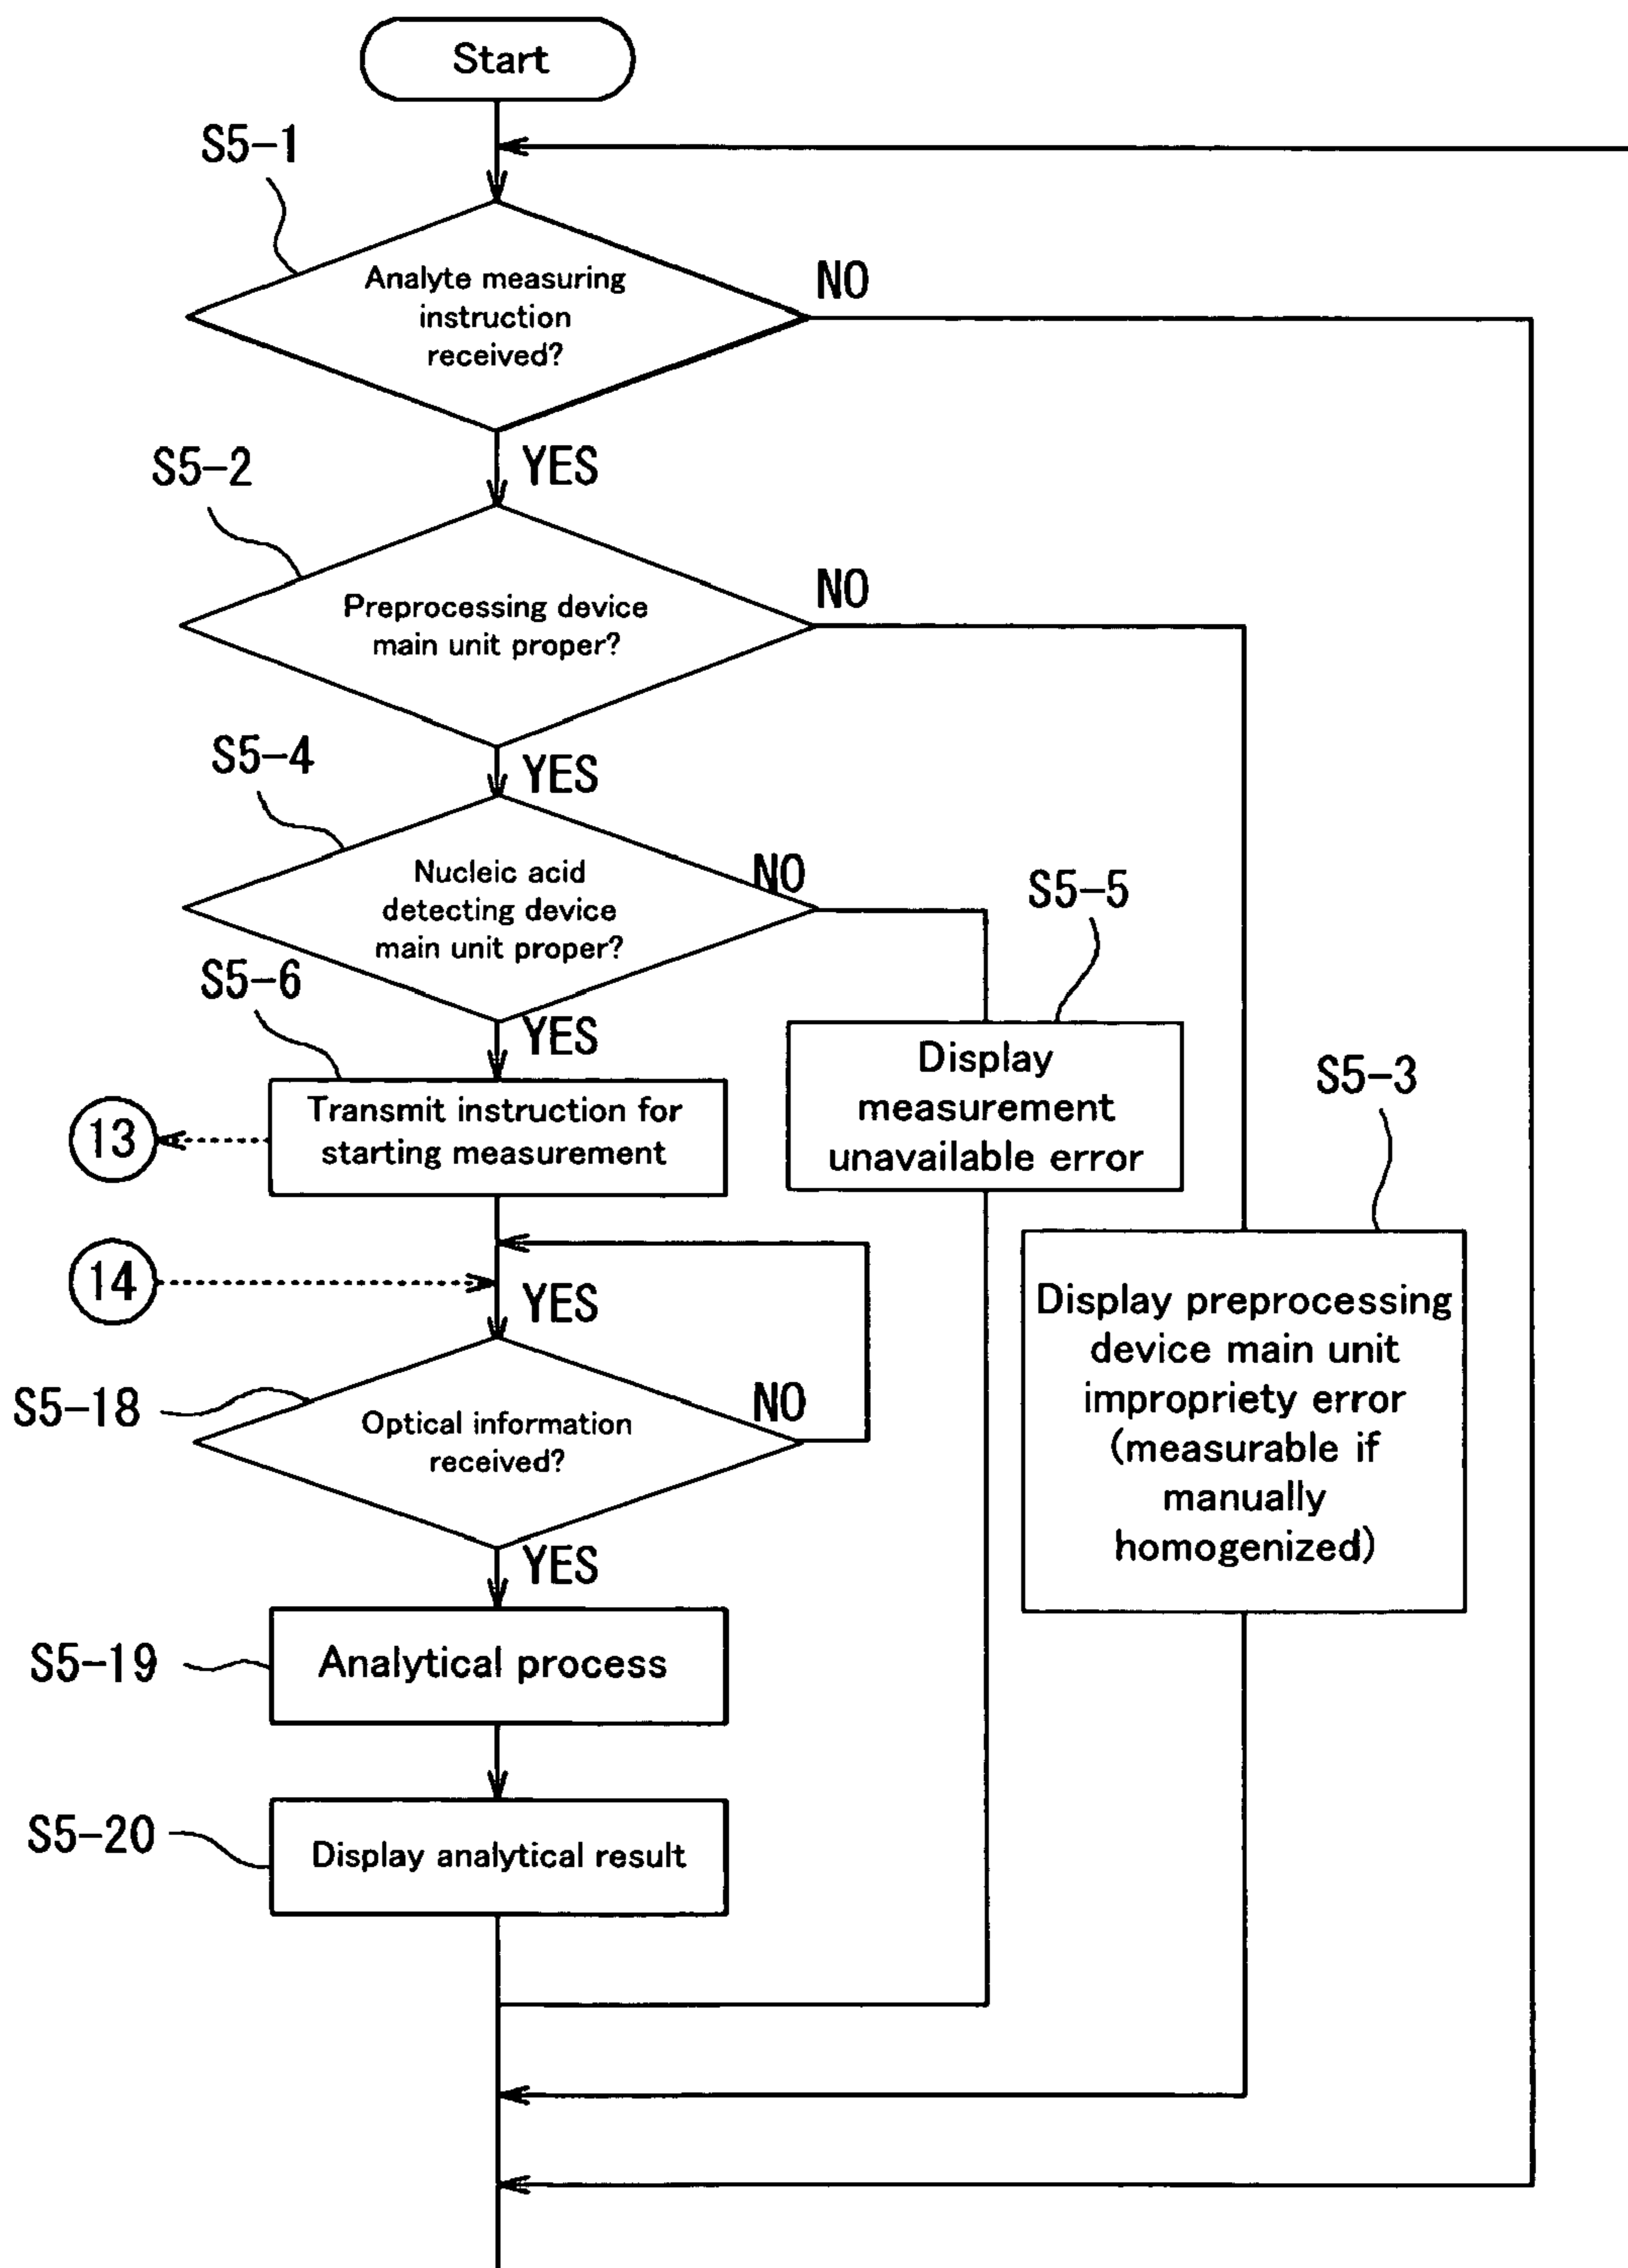 Start
S5-1
Analyte measuring
instruction
received?
NO
YES
S5-2
Preprocessing device
main unit proper?
NO
YES
S5-4
Nucleic acid
detecting device
main unit proper?
NO
YES
S5-5
Display
measurement
unavailable error
S5-6
Transmit instruction for
starting measurement
13
S5-3
Display preprocessing
device main unit
impropriety error
(measurable if
manually
homogenized)
14
YES
S5-18
Optical information
received?
NO
YES
S5-19
Analytical process
S5-20
Display analytical result